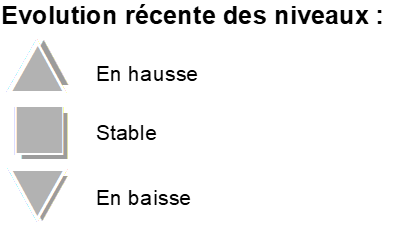 Evolution récente des niveaux :
En hausse
Stable
En baisse